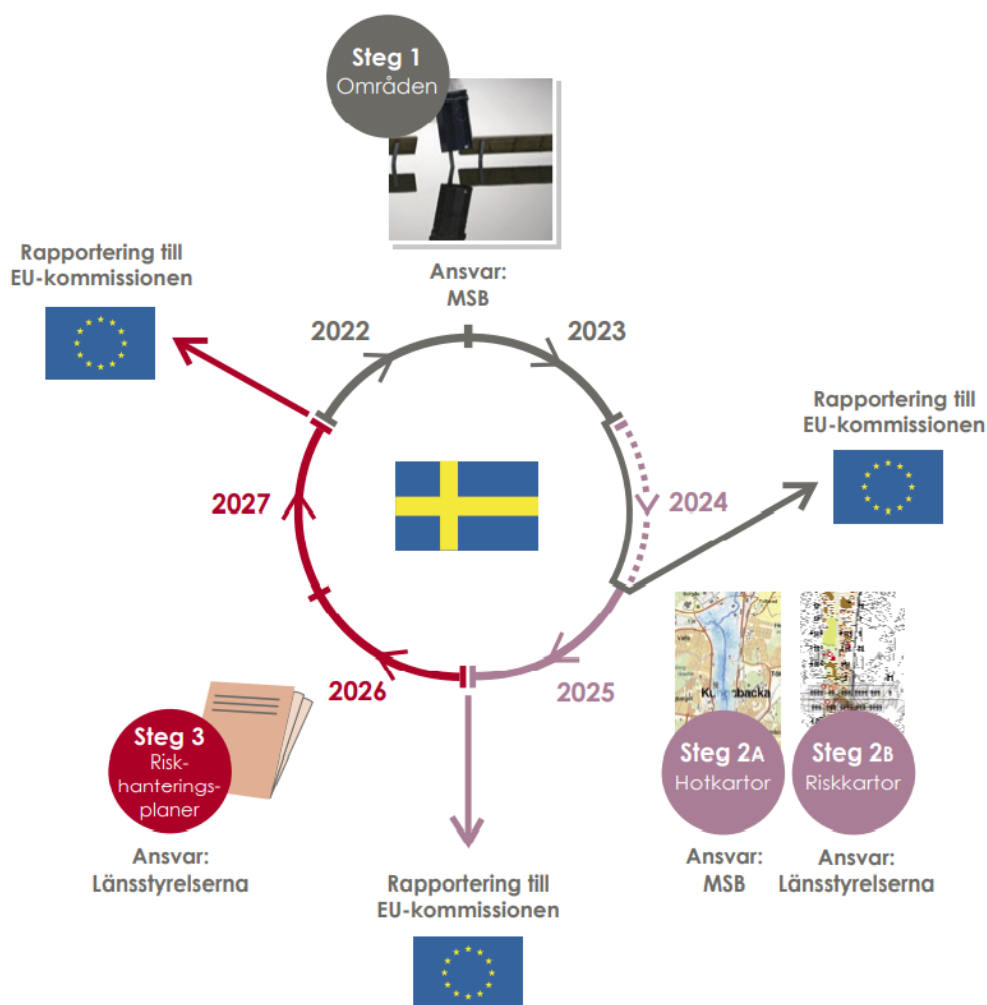 Steg 1
Områden
Ansvar:
MSB
Rapportering till
EU-kommissionen
2022
2023
Rapportering till
EU-kommissionen
2027
2024
2026
2025
Kun
backa
Steg 2A
Hotkartor
Ansvar:
MSB
Steg 2B
Riskkartor
Ansvar:
Länsstyrelserna
Steg 3
Risk-
hanterings-
planer
Ansvar:
Länsstyrelserna
Rapportering till
EU-kommissionen